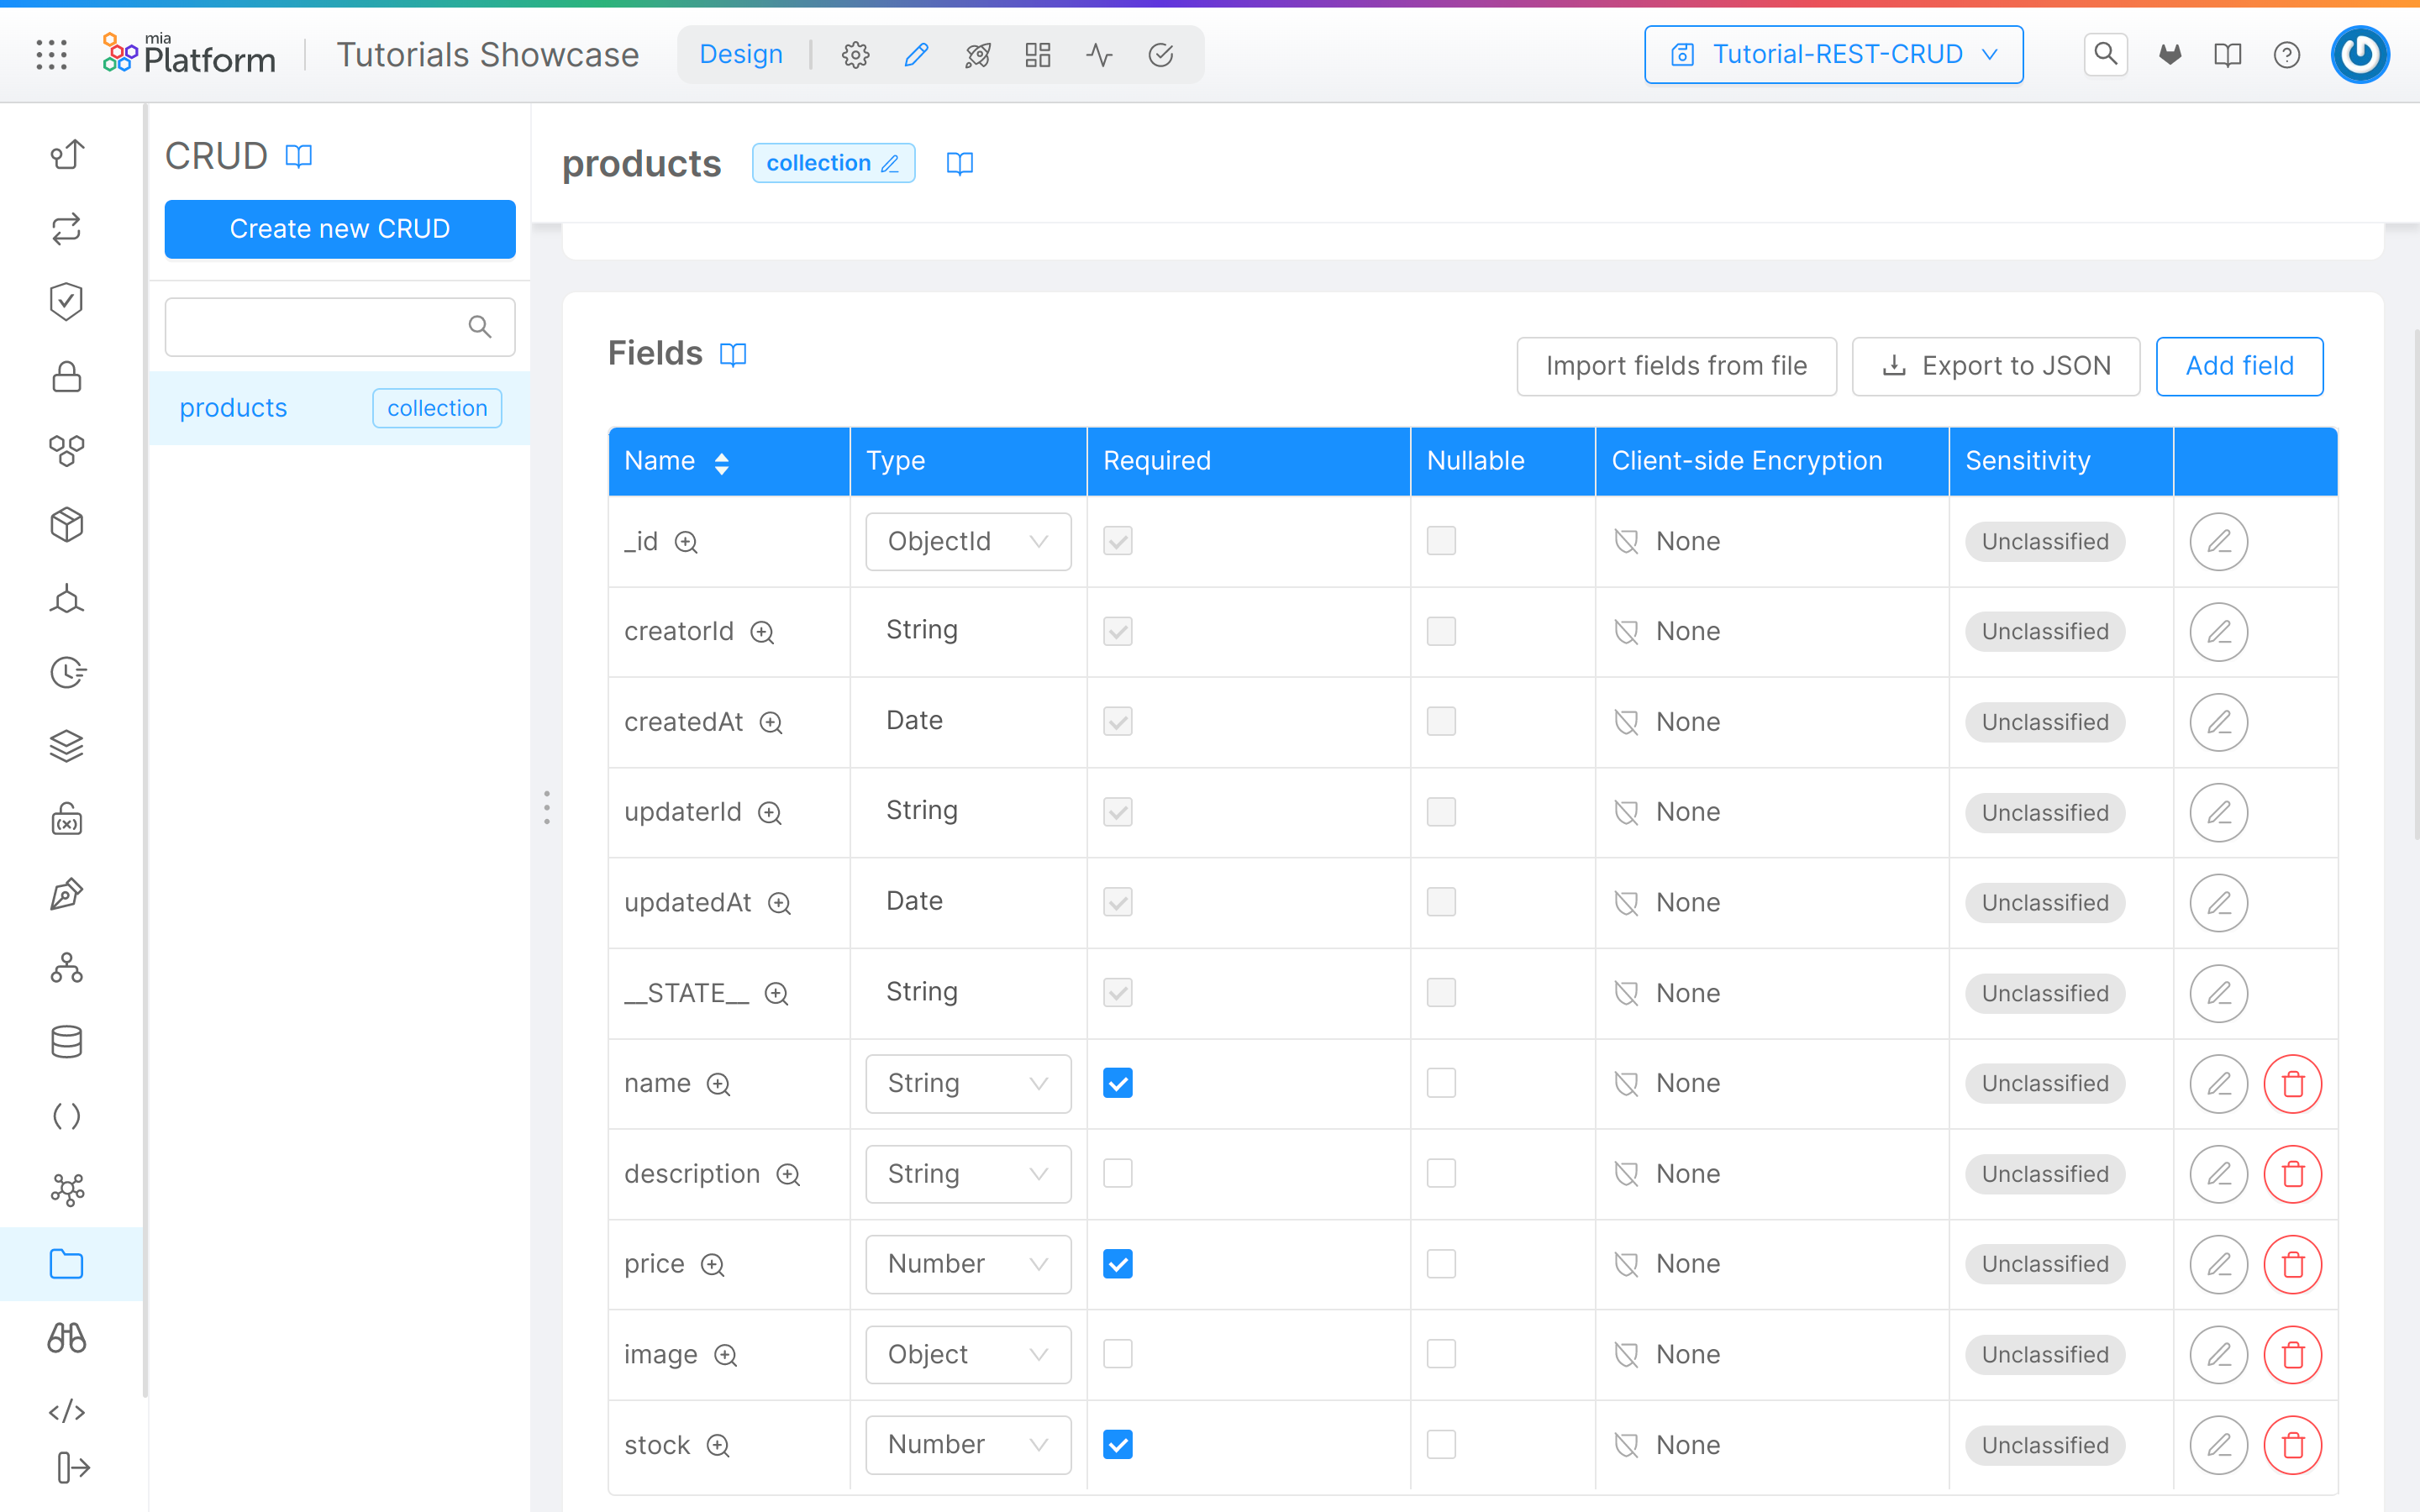 mia
Platform
Tutorials Showcase
Design
Tutorial-REST-CRUD
CRUD
Create new CRUD
products collection
products collection
Fields
Import fields from file Export to JSON Add field
Name Type Required Nullable Client-side Encryption Sensitivity
_id ObjectId None Unclassified
creatorId String None Unclassified
createdAt Date None Unclassified
updaterId String None Unclassified
updatedAt Date None Unclassified
__STATE__ String None Unclassified
name String None Unclassified
description String None Unclassified
price Number None Unclassified
image Object None Unclassified
stock Number None Unclassified